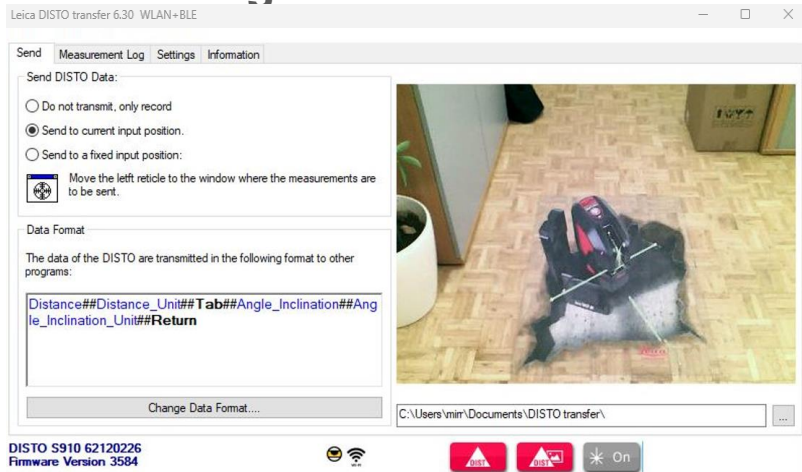 Leica DISTO transfer 6.30 WLAN+BLE
Send Measurement Log Settings Information
Send DISTO Data:
Do not transmit, only record
Send to current input position.
Send to a fixed input position:
Move the left reticle to the window where the measurements are
to be sent.
Data Format
The data of the DISTO are transmitted in the following format to other
programs:
Distance##Distance_Unit##Tab##Angle_Inclination##Ang
le_Inclination_Unit##Return
Change Data Format....
C:\Users\mirr\Documents\DISTO transfer\
...
DISTO S910 62120226
Firmware Version 3584
Wi-Fi
DIST
DIST
On